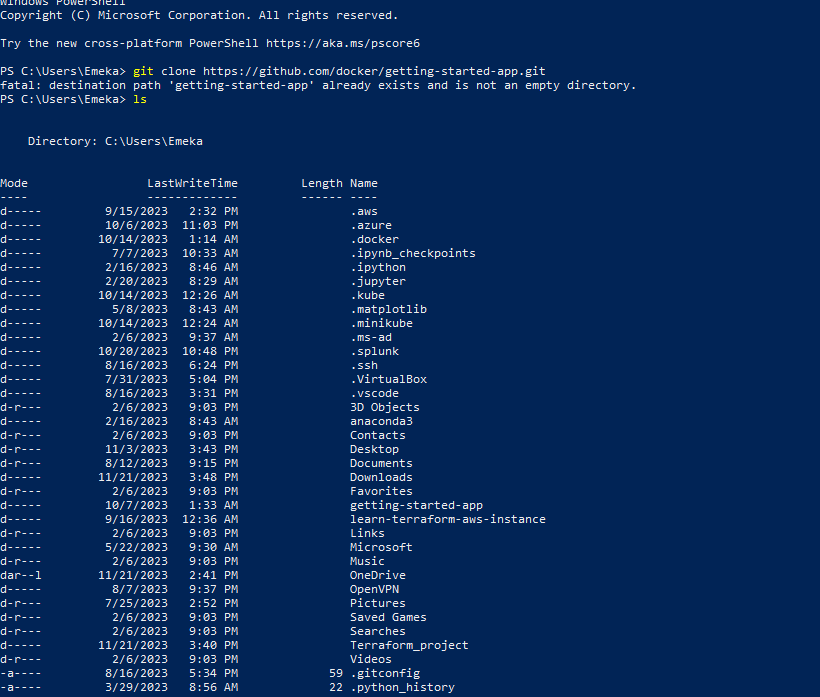 Windows PowerShell
Copyright (C) Microsoft Corporation. All rights reserved.
Try the new cross-platform PowerShell https://aka.ms/pscore6
PS C:\Users\Emeka> git clone https://github.com/docker/getting-started-app.git
fatal: destination path 'getting-started-app' already exists and is not an empty directory.
PS C:\Users\Emeka> ls
Directory: C:\Users\Emeka
Mode LastWriteTime Length Name
---- ------------- ------ ----
d----- 9/15/2023 2:32 PM .aws
d----- 10/6/2023 11:03 PM .azure
d----- 10/14/2023 1:14 AM .docker
d----- 7/7/2023 10:33 AM .ipynb_checkpoints
d----- 2/16/2023 8:46 AM .ipython
d----- 2/20/2023 8:29 AM .jupyter
d----- 10/14/2023 12:26 AM .kube
d----- 5/8/2023 8:43 AM .matplotlib
d----- 10/14/2023 12:24 AM .minikube
d----- 2/6/2023 9:37 AM .ms-ad
d----- 10/20/2023 10:48 PM .splunk
d----- 8/16/2023 6:24 PM .ssh
d----- 7/31/2023 5:04 PM .VirtualBox
d----- 8/16/2023 3:31 PM .vscode
d-r--- 2/6/2023 9:03 PM 3D Objects
d----- 2/16/2023 8:43 AM anaconda3
d-r--- 2/6/2023 9:03 PM Contacts
d-r--- 11/3/2023 3:43 PM Desktop
d-r--- 8/12/2023 9:15 PM Documents
d-r--- 11/21/2023 3:48 PM Downloads
d-r--- 2/6/2023 9:03 PM Favorites
d----- 10/7/2023 1:33 AM getting-started-app
d----- 9/16/2023 12:36 AM learn-terraform-aws-instance
d-r--- 2/6/2023 9:03 PM Links
d----- 5/22/2023 9:30 AM Microsoft
d-r--- 2/6/2023 9:03 PM Music
dar--l 11/21/2023 2:41 PM OneDrive
d----- 8/7/2023 9:37 PM OpenVPN
d-r--- 7/25/2023 2:52 PM Pictures
d-r--- 2/6/2023 9:03 PM Saved Games
d-r--- 2/6/2023 9:03 PM Searches
d----- 11/21/2023 3:40 PM Terraform_project
d-r--- 2/6/2023 9:03 PM Videos
-a---- 8/16/2023 5:34 PM 59 .gitconfig
-a---- 3/29/2023 8:56 AM 22 .python_history